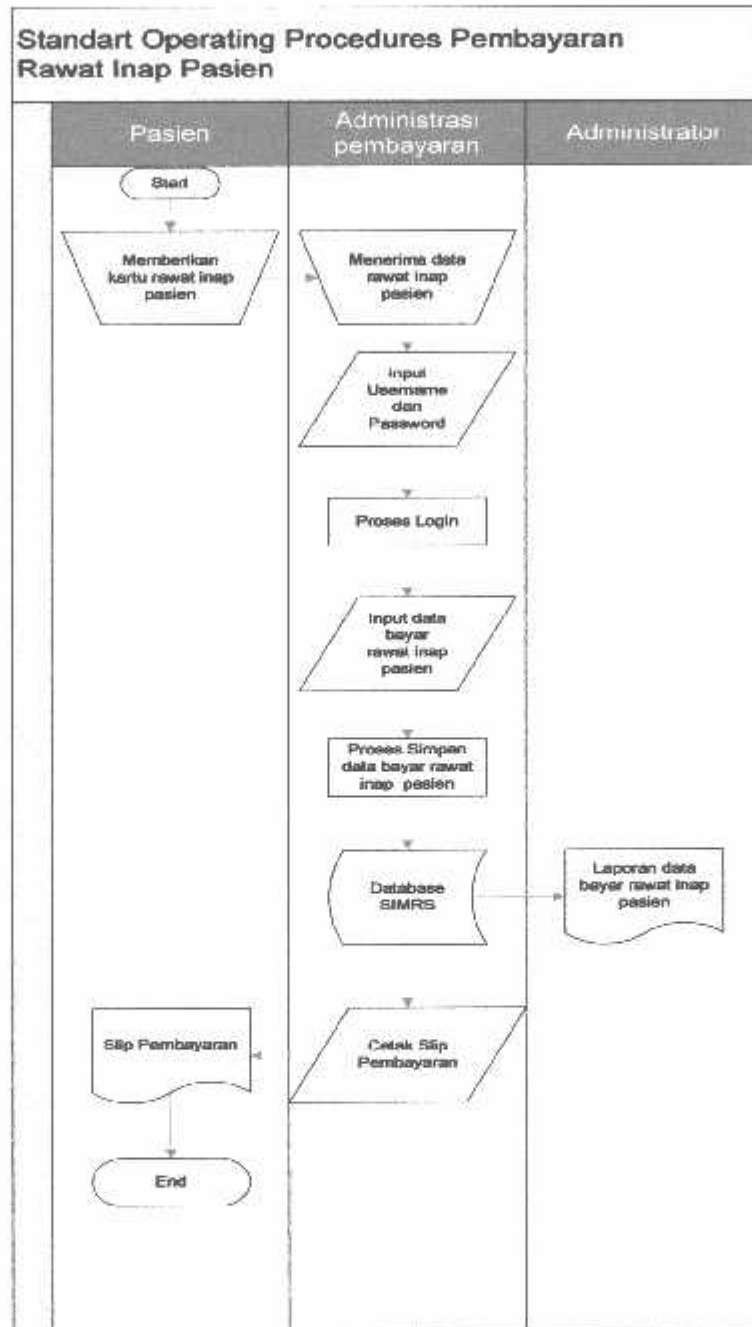 Standart Operating Procedures Pembayaran
Rawat Inap Pasien
Pasien
Administrasi
pembayaran
Administrator
Start
Memberikan
kartu rawat inap
pasien
Menerima data
rawat inap
pasien
Input
Username
dan
Password
Proses Login
Input data
bayar
rawat inap
pasien
Proses Simpan
data bayar rawat
inap pasien
Database
SIMRS
Laporan data
bayar rawat inap
pasien
Slip Pembayaran
Cetak Slip
Pembayaran
End